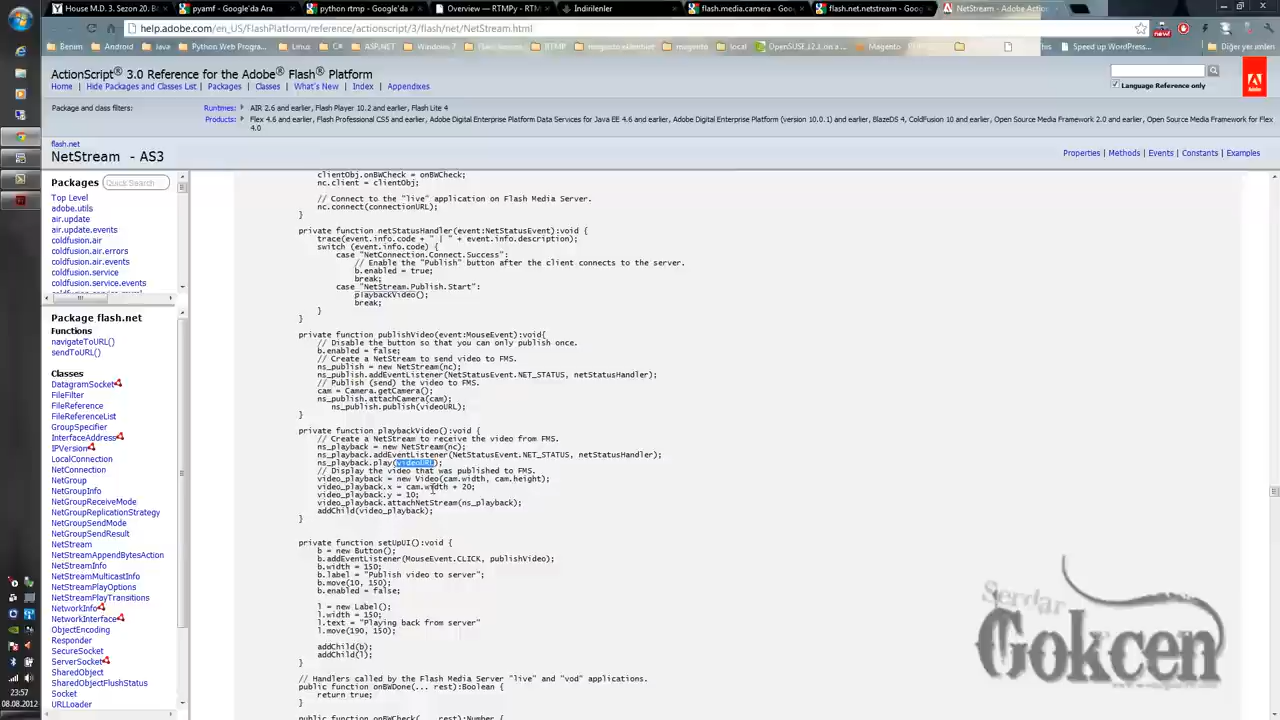 House M.D. 3. Sezon 20. B
pyamf - Google'da Ara
python rtmp - Google'da
Overview — RTMPy v0.
İndirilenler
flash.media.camera - Goog
flash.net.netstream - Goog
NetStream - ActionScript
help.adobe.com/en_US/FlashPlatform/reference/actionscript/3/flash/net/NetStream.html
Benim
Android
Java
Python Web Progra...
Linux
C#
ASP.NET
Windows 7
RTMP
magento
local
OpenSUSE 12.1, on a ...
Magento
Speed up WordPress...
Diğer yer imleri
ActionScript® 3.0 Reference for the Adobe® Flash® Platform
Home | Hide Packages and Classes List | Packages | Classes | What's New | Index | Appendixes
Language Reference only
Package and class filters:
Runtimes: AIR 2.6 and earlier, Flash Player 10.2 and earlier, Flash Lite 4
Products: Flex 4.6 and earlier, Flash Professional CS5 and earlier, Adobe Digital Enterprise Platform Data Services for Java EE 4.6 and earlier, Adobe Digital Enterprise Platform (version 10.0.1) and earlier, BlazeDS 4, ColdFusion 10 and earlier, Open Source Media Framework 2.0 and earlier, Open Source Media Framework for Flex
4.0
flash.net
NetStream - AS3
Properties | Methods | Events | Constants | Examples
Packages
Quick Search
Top Level
adobe.utils
air.update
air.update.events
coldfusion.air
coldfusion.air.errors
coldfusion.air.events
coldfusion.service
coldfusion.service.events
Package flash.net
Functions
navigateToURL()
sendToURL()
Classes
DatagramSocket
FileFilter
FileReference
FileReferenceList
GroupSpecifier
InterfaceAddress
IPVersion
LocalConnection
NetConnection
NetGroup
NetGroupInfo
NetGroupReceiveMode
NetGroupReplicationStrategy
NetGroupSendMode
NetGroupSendResult
NetStream
NetStreamAppendBytesAction
NetStreamInfo
NetStreamMulticastInfo
NetStreamPlayOptions
NetStreamPlayTransitions
NetworkInfo
NetworkInterface
ObjectEncoding
Responder
SecureSocket
ServerSocket
SharedObject
SharedObjectFlushStatus
Socket
URLLoader
clientObj.onBWCheck = onBWCheck;
nc.client = clientObj;
// Connect to the "live" application on Flash Media Server.
nc.connect(connectionURL);
}
private function netStatusHandler(event:NetStatusEvent):void {
trace(event.info.code + " | " + event.info.description);
switch (event.info.code) {
case "NetConnection.Connect.Success":
// Enable the "Publish" button after the client connects to the server.
b.enabled = true;
break;
case "NetStream.Publish.Start":
playbackVideo();
break;
}
}
private function publishVideo(event:MouseEvent):void{
// Disable the button so that you can only publish once.
b.enabled = false;
// Create a NetStream to send video to FMS.
ns_publish = new NetStream(nc);
ns_publish.addEventListener(NetStatusEvent.NET_STATUS, netStatusHandler);
// Publish (send) the video to FMS.
cam = Camera.getCamera();
ns_publish.attachCamera(cam);
ns_publish.publish(videoURL);
}
private function playbackVideo():void {
// Create a NetStream to receive the video from FMS.
ns_playback = new NetStream(nc);
ns_playback.addEventListener(NetStatusEvent.NET_STATUS, netStatusHandler);
ns_playback.play(videoURL);
// Display the video that was published to FMS.
video_playback = new Video(cam.width, cam.height);
video_playback.x = cam.width + 20;
video_playback.y = 10;
video_playback.attachNetStream(ns_playback);
addChild(video_playback);
}
private function setUpUI():void {
b = new Button();
b.addEventListener(MouseEvent.CLICK, publishVideo);
b.width = 150;
b.label = "Publish video to server";
b.move(10, 150);
b.enabled = false;
l = new Label();
l.width = 150;
l.text = "Playing back from server"
l.move(190, 150);
addChild(b);
addChild(l);
}
// Handlers called by the Flash Media Server "live" and "vod" applications.
public function onBWDone(... rest):Boolean {
return true;
}
public function onBWCheck(... rest):Number {
Serdar
Gokcen
23:57
08.08.2012